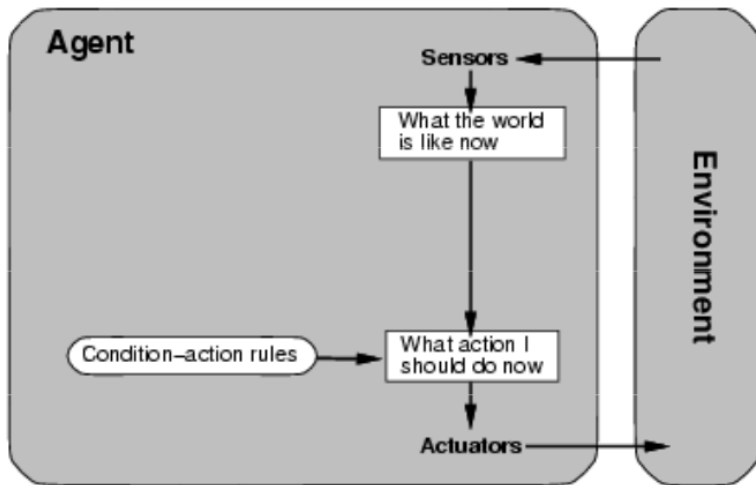 Agent
Sensors
What the world
is like now
Environment
Condition–action rules
What action I
should do now
Actuators